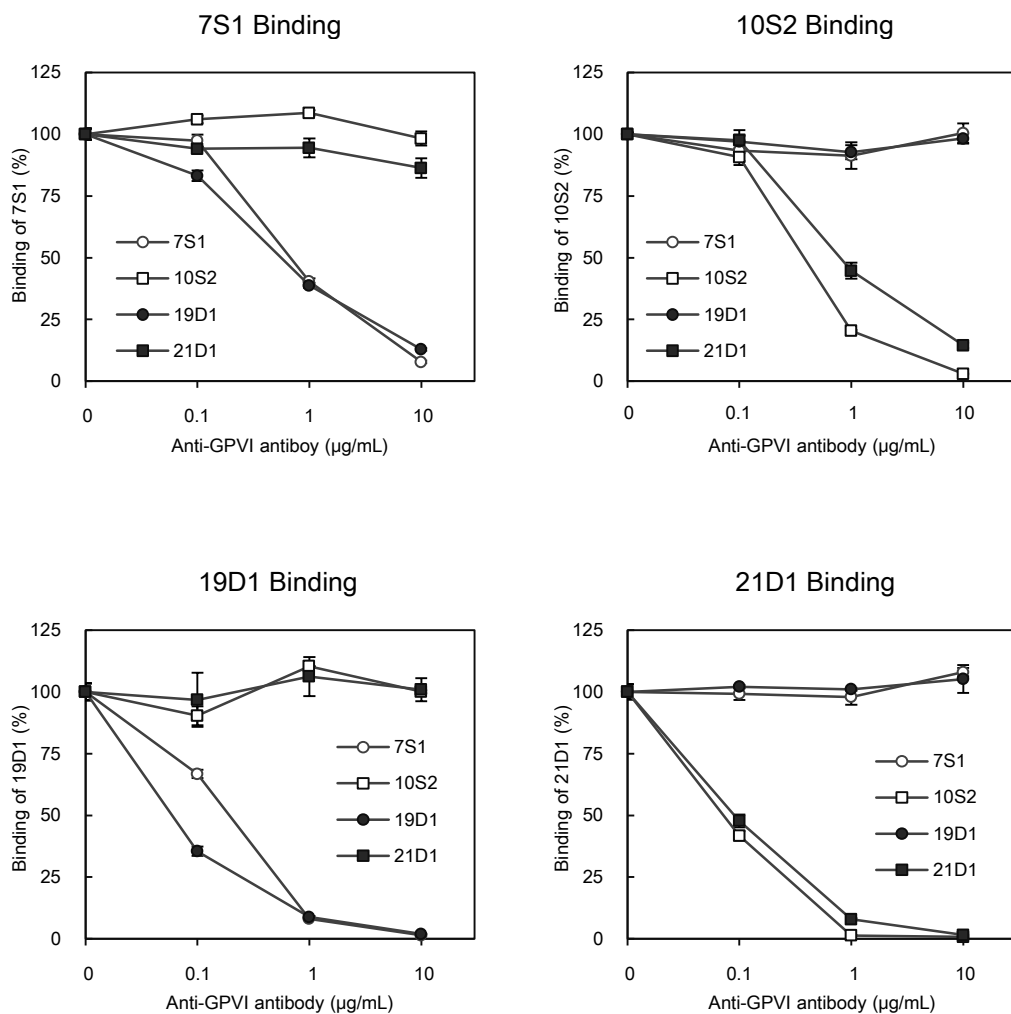 7S1 Binding
125
100
75
50
25
0
Binding of 7S1 (%)
7S1
10S2
19D1
21D1
0 0.1 1 10
Anti-GPVI antiboy (µg/mL)
10S2 Binding
125
100
75
50
25
0
Binding of 10S2 (%)
7S1
10S2
19D1
21D1
0 0.1 1 10
Anti-GPVI antibody (µg/mL)
19D1 Binding
125
100
75
50
25
0
Binding of 19D1 (%)
7S1
10S2
19D1
21D1
0 0.1 1 10
Anti-GPVI antibody (µg/mL)
21D1 Binding
125
100
75
50
25
0
Binding of 21D1 (%)
7S1
10S2
19D1
21D1
0 0.1 1 10
Anti-GPVI antibody (µg/mL)